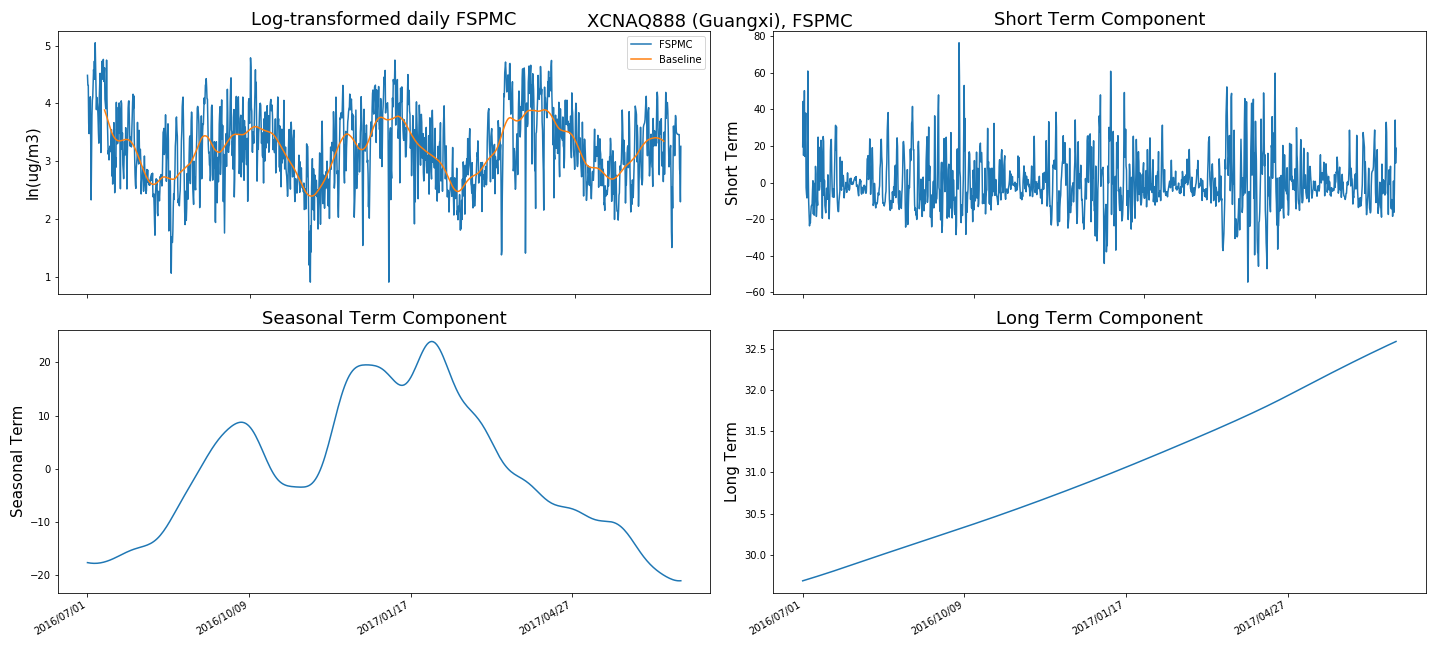 XCNAQ888 (Guangxi), FSPMC
Log-transformed daily FSPMC
ln(ug/m3)
5
4
3
2
1
FSPMC
Baseline
Short Term Component
Short Term
80
60
40
20
0
−20
−40
−60
Seasonal Term Component
Seasonal Term
20
10
0
−10
−20
2016/07/01
2016/10/09
2017/01/17
2017/04/27
Long Term Component
Long Term
32.5
32.0
31.5
31.0
30.5
30.0
2016/07/01
2016/10/09
2017/01/17
2017/04/27